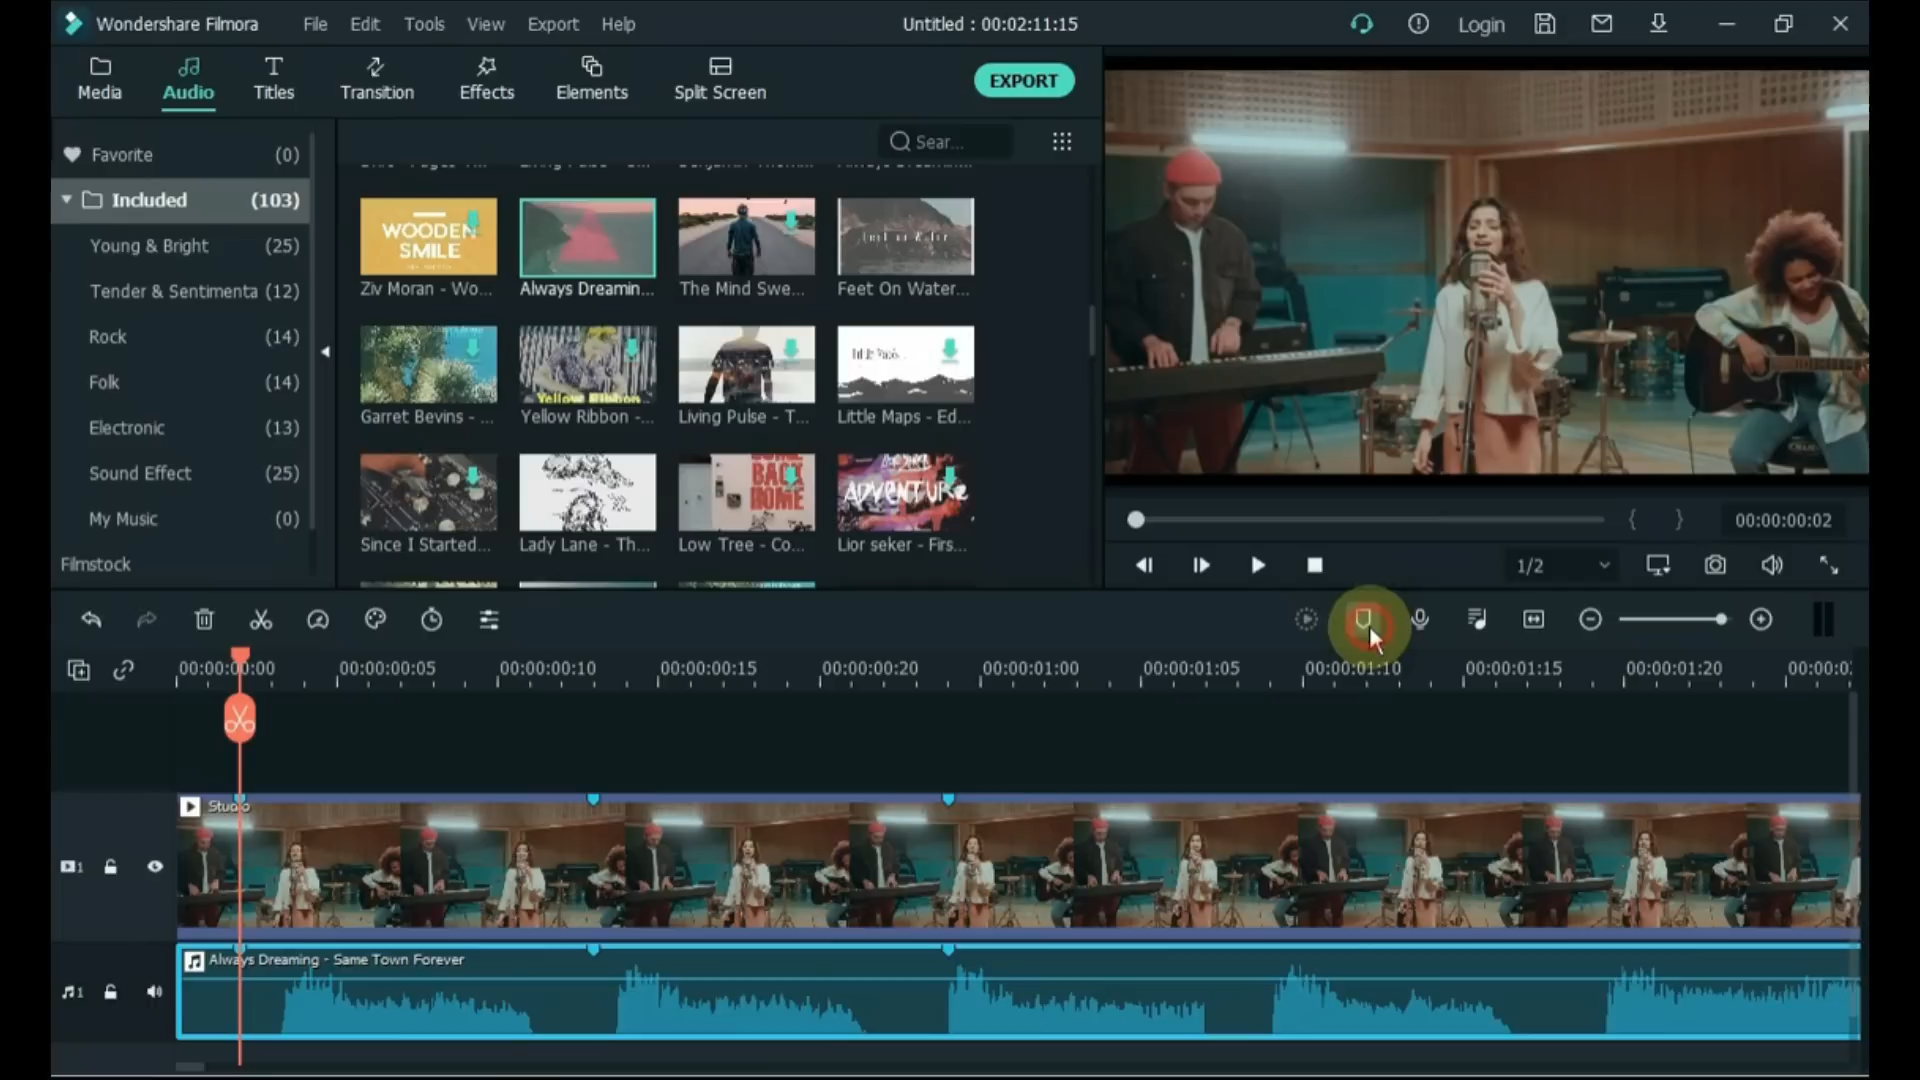 Wondershare Filmora
File
Edit
Tools
View
Export
Help
Untitled : 00:02:11:15
Login
Media
Audio
Titles
Transition
Effects
Elements
Split Screen
EXPORT
Favorite (0)
Included (103)
Young & Bright (25)
Tender & Sentimenta (12)
Rock (14)
Folk (14)
Electronic (13)
Sound Effect (25)
My Music (0)
Filmstock
Sear...
WOODEN
SMILE
Ziv Moran - Wo...
Always Dreamin...
The Mind Swe...
Feet On Water...
Yellow Ribbon
Garret Bevins - ...
Yellow Ribbon -...
Living Pulse - T...
Little Maps - Ed...
BACK
HOME
ADVENTURE
Since I Started...
Lady Lane - Th...
Low Tree - Co...
Lior seker - Firs...
00:00:00:02
1/2
00:00:00:00
00:00:00:05
00:00:00:10
00:00:00:15
00:00:00:20
00:00:01:00
00:00:01:05
00:00:01:10
00:00:01:15
00:00:01:20
00:00:0
Studio
1
Always Dreaming - Same Town Forever
1